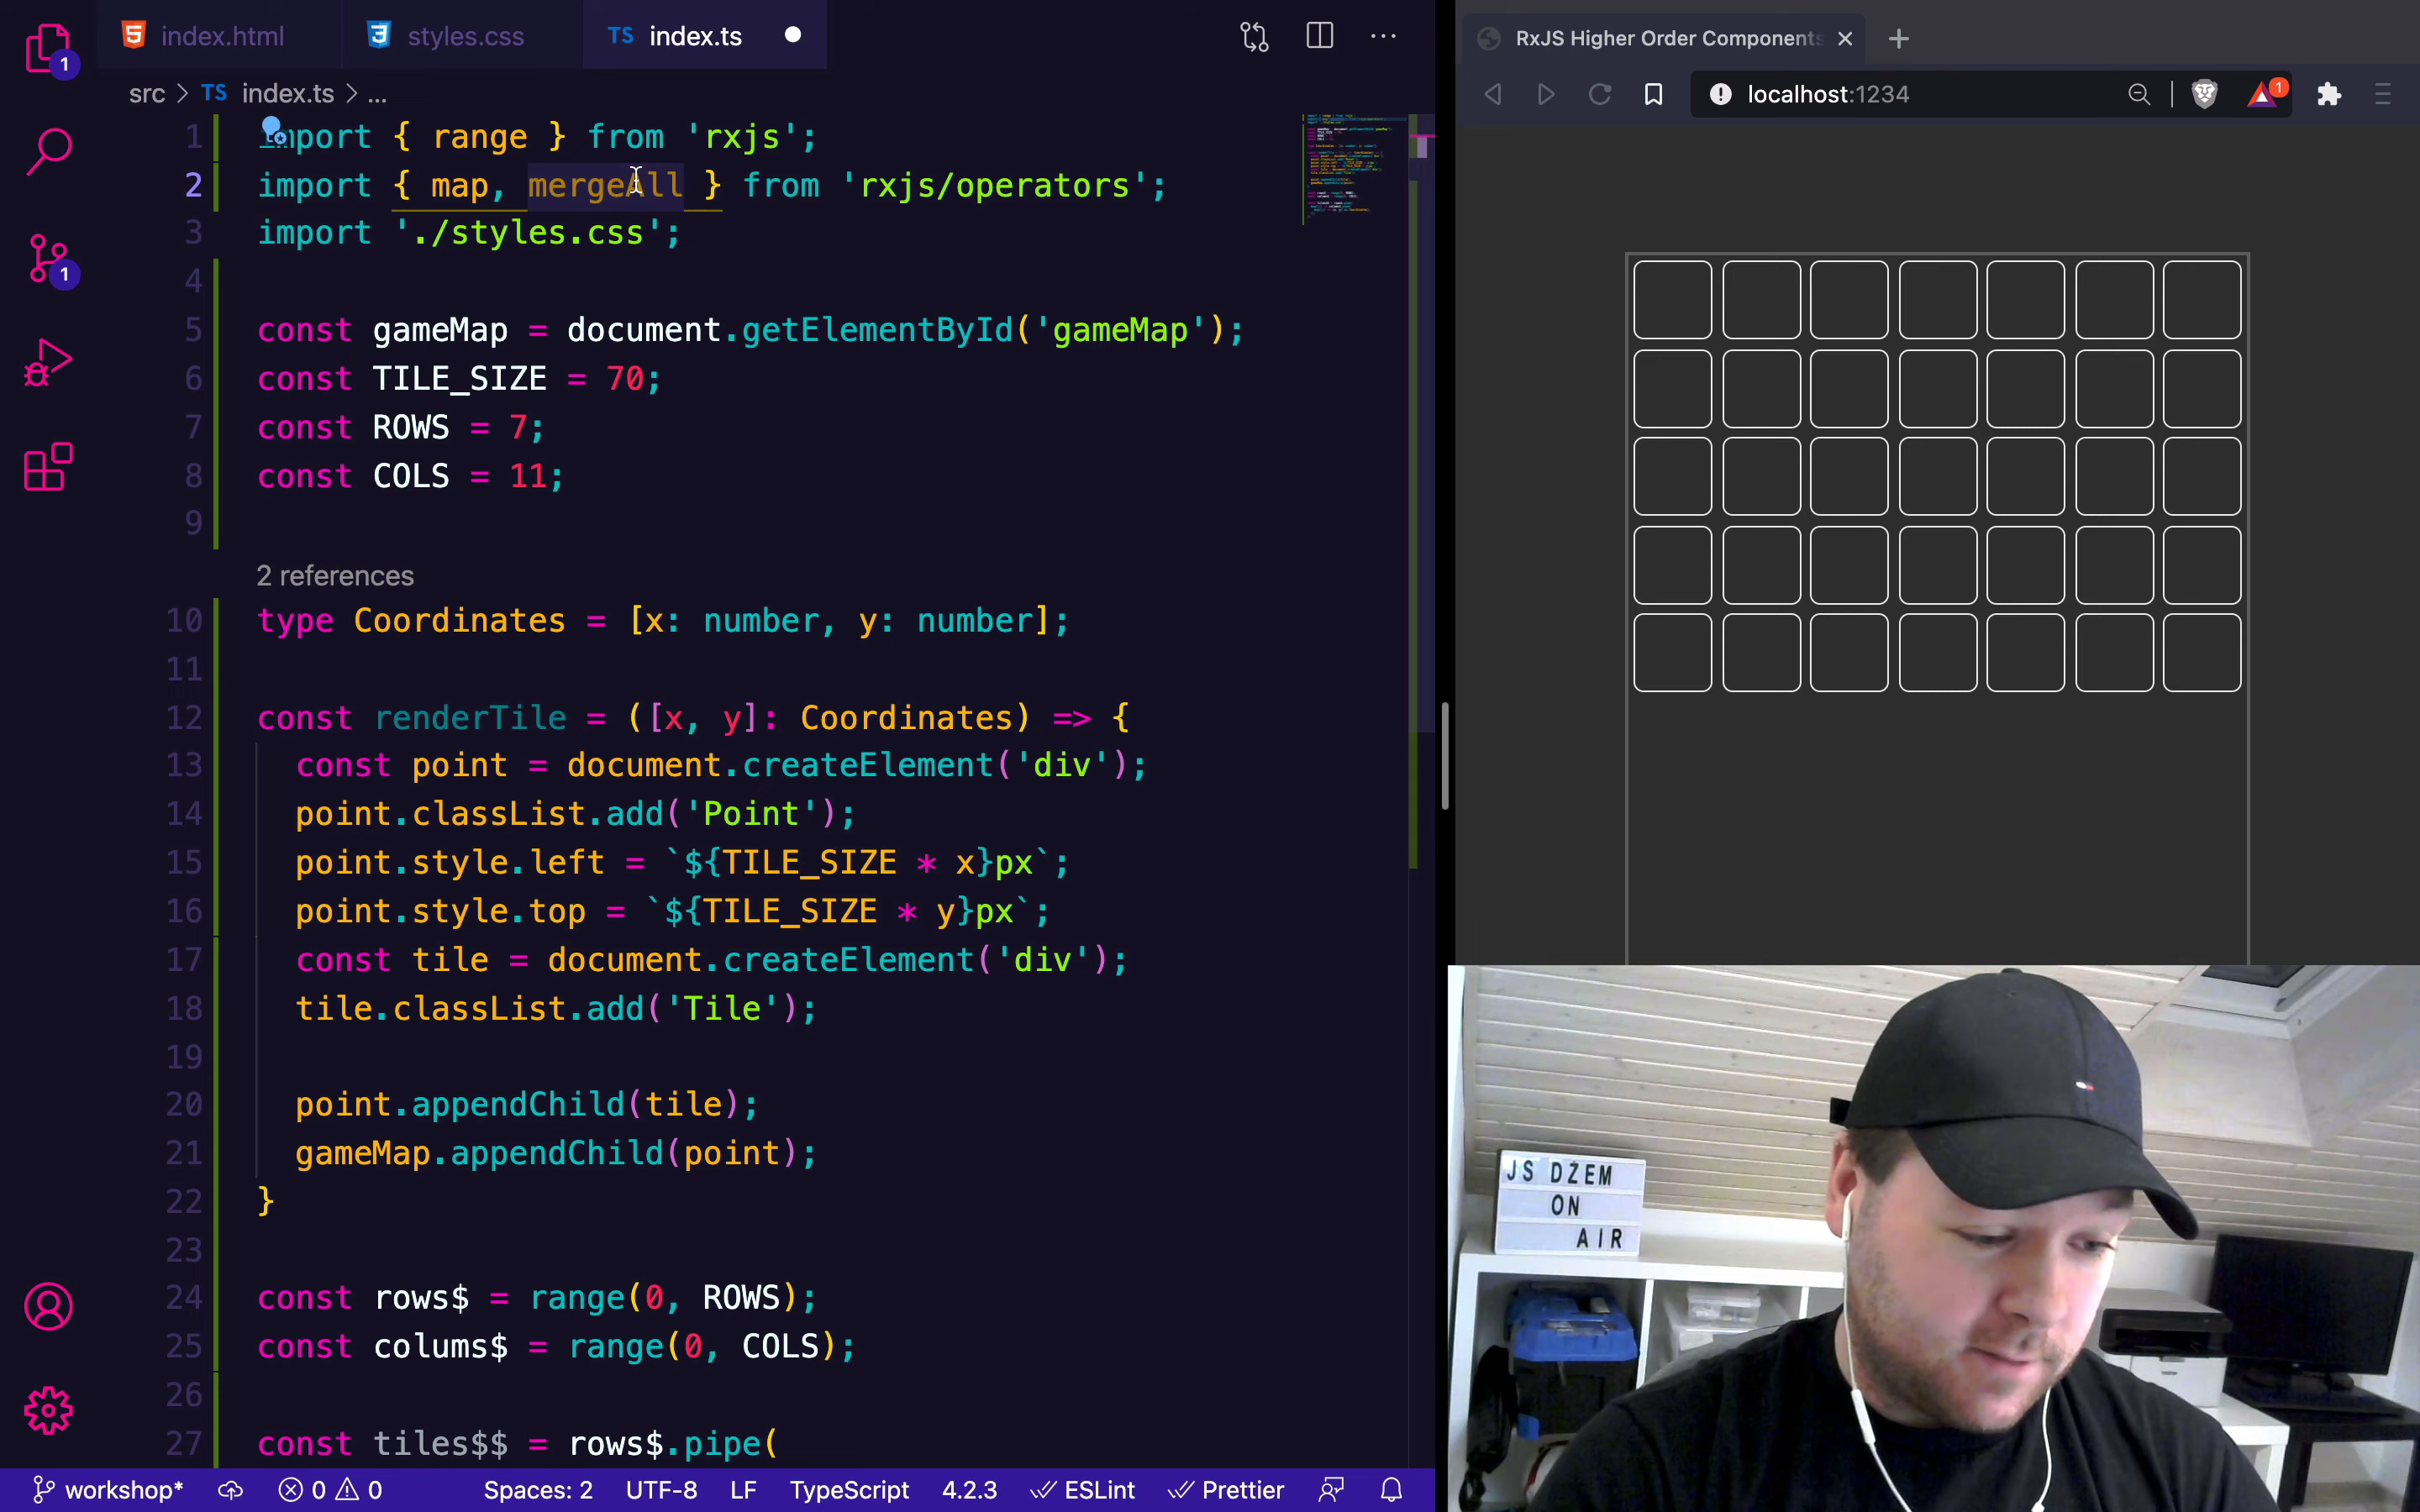 index.html
styles.css
TS index.ts
src > TS index.ts > ...
1
1 import { range } from 'rxjs';
2 import { map, mergeAll } from 'rxjs/operators';
3 import './styles.css';
4
5 const gameMap = document.getElementById('gameMap');
6 const TILE_SIZE = 70;
7 const ROWS = 7;
8 const COLS = 11;
9
2 references
10 type Coordinates = [x: number, y: number];
11
12 const renderTile = ([x, y]: Coordinates) => {
13 const point = document.createElement('div');
14 point.classList.add('Point');
15 point.style.left = `${TILE_SIZE * x}px`;
16 point.style.top = `${TILE_SIZE * y}px`;
17 const tile = document.createElement('div');
18 tile.classList.add('Tile');
19
20 point.appendChild(tile);
21 gameMap.appendChild(point);
22 }
23
24 const rows$ = range(0, ROWS);
25 const colums$ = range(0, COLS);
26
27 const tiles$$ = rows$.pipe(
1
workshop* 0 0 Spaces: 2 UTF-8 LF TypeScript 4.2.3 ESLint Prettier
RxJS Higher Order Components
localhost:1234
1
JS DŻEM
ON
AIR